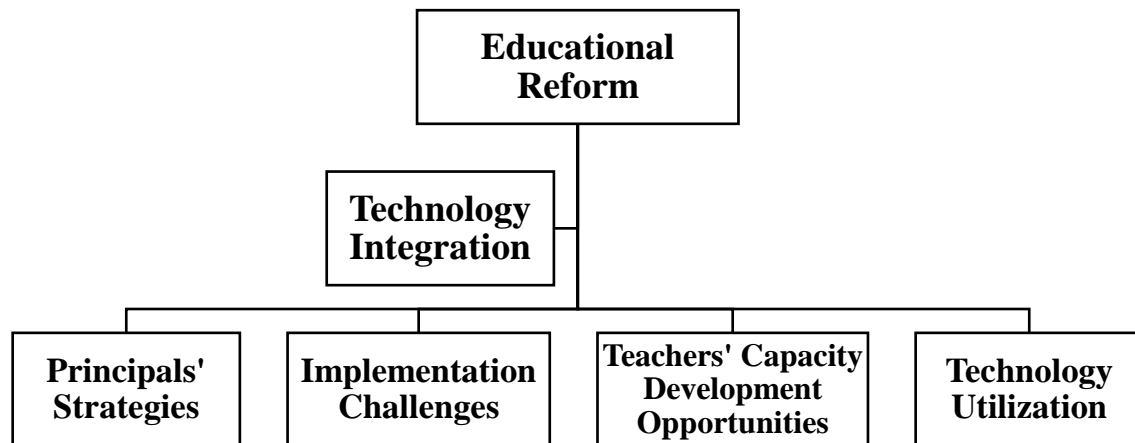 Educational
Reform
Technology
Integration
Principals'
Strategies
Implementation
Challenges
Teachers' Capacity
Development
Opportunities
Technology
Utilization